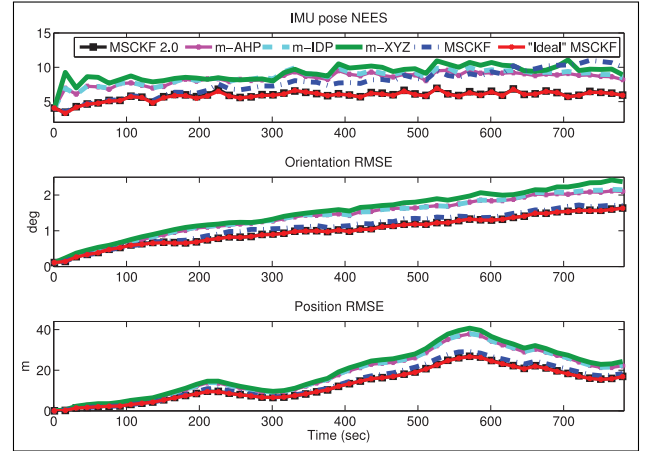 IMU pose NEES
15
10
5
MSCKF 2.0 m-AHP m-IDP m-XYZ MSCKF "Ideal" MSCKF
0 100 200 300 400 500 600 700
Orientation RMSE
deg
2
1
0
0 100 200 300 400 500 600 700
Position RMSE
m
40
20
0
0 100 200 300 400 500 600 700
Time (sec)